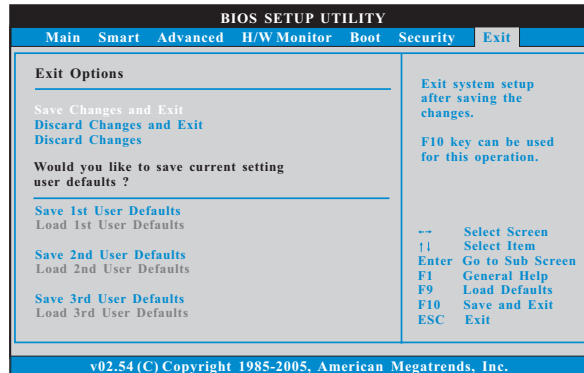 BIOS SETUP UTILITY
Main Smart Advanced H/W Monitor Boot Security Exit
Exit Options
Save Changes and Exit
Discard Changes and Exit
Discard Changes
Would you like to save current setting
user defaults ?
Save 1st User Defaults
Load 1st User Defaults
Save 2nd User Defaults
Load 2nd User Defaults
Save 3rd User Defaults
Load 3rd User Defaults
Exit system setup
after saving the
changes.
F10 key can be used
for this operation.
←→ Select Screen
↑↓ Select Item
Enter Go to Sub Screen
F1 General Help
F9 Load Defaults
F10 Save and Exit
ESC Exit
v02.54 (C) Copyright 1985-2005, American Megatrends, Inc.